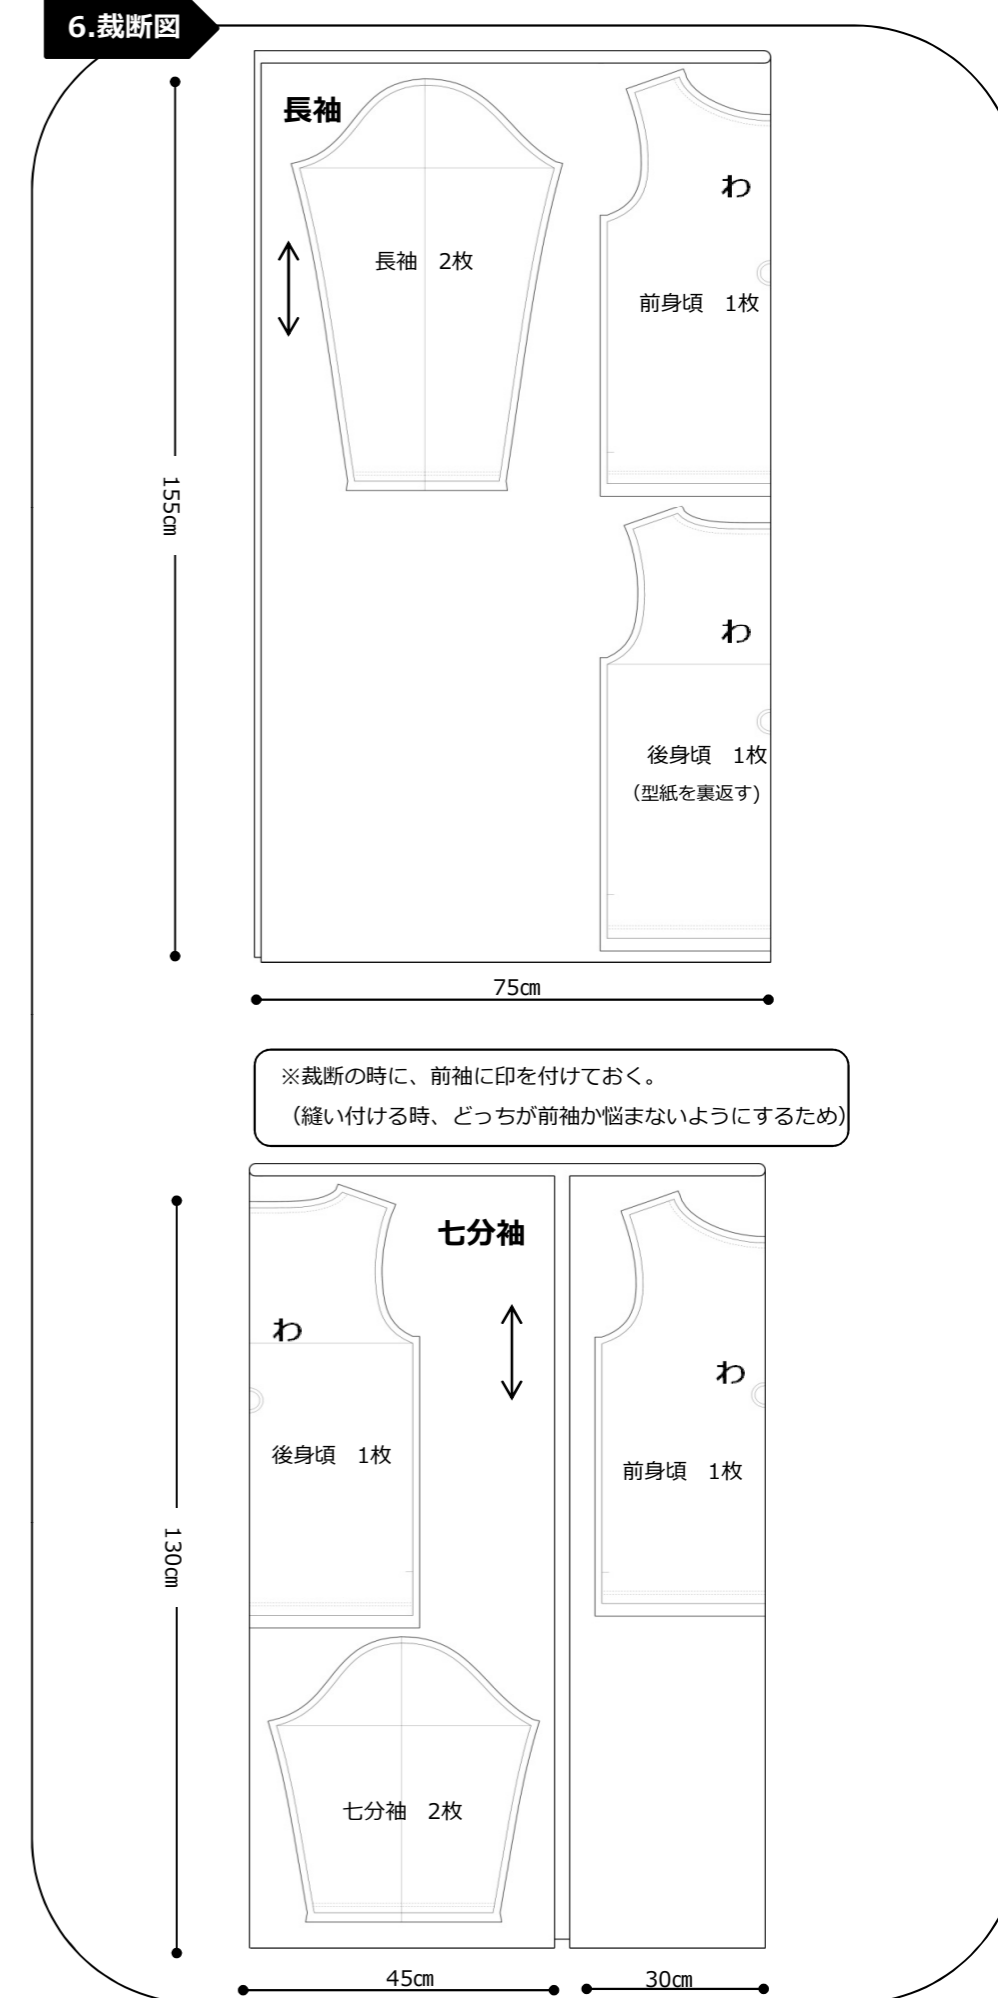 6.裁断図
長袖
わ
長袖　2枚
前身頃　1枚
155㎝
わ
後身頃　1枚
（型紙を裏返す)
75㎝
※裁断の時に、前袖に印を付けておく。
（縫い付ける時、どっちが前袖か悩まないようにするため）
七分袖
わ
わ
後身頃　1枚
前身頃　1枚
130㎝
七分袖　2枚
45㎝
30㎝